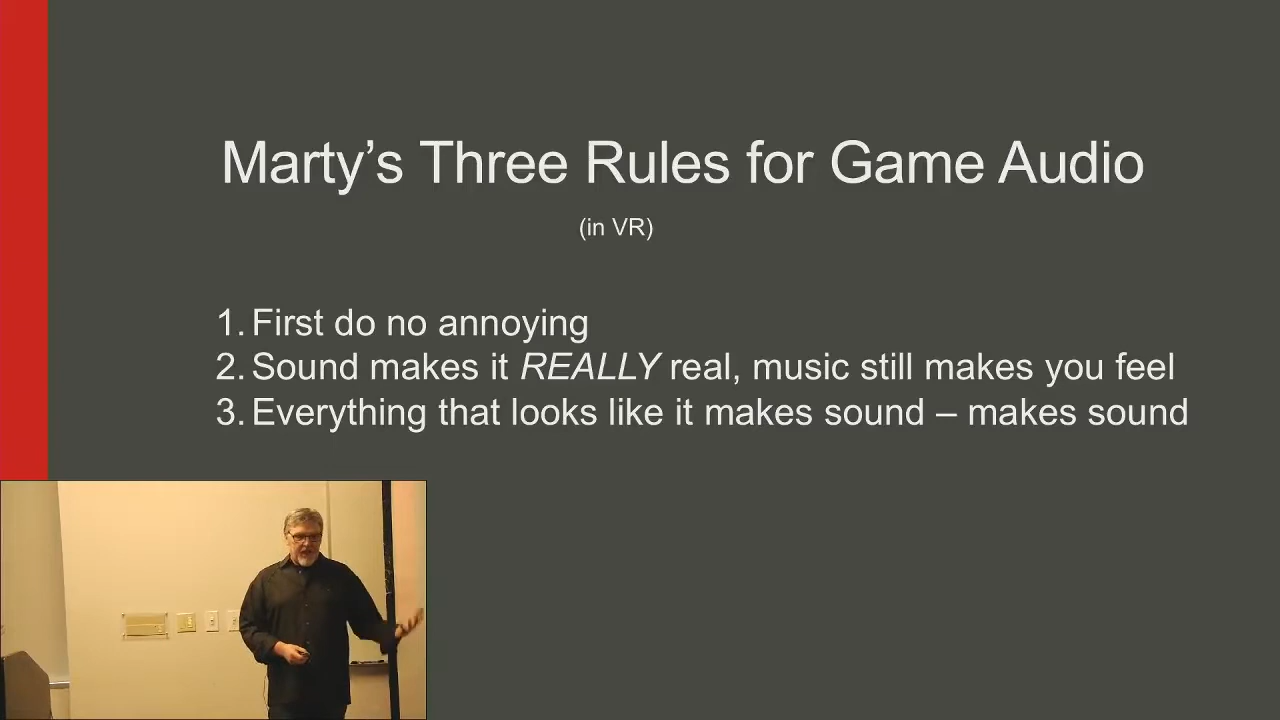 Marty’s Three Rules for Game Audio
(in VR)
1. First do no annoying
2. Sound makes it REALLY real, music still makes you feel
3. Everything that looks like it makes sound – makes sound